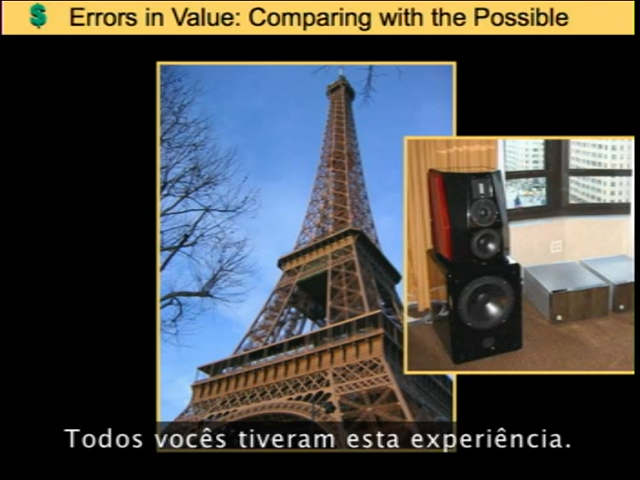 $ Errors in Value: Comparing with the Possible
Todos vocês tiveram esta experiência.